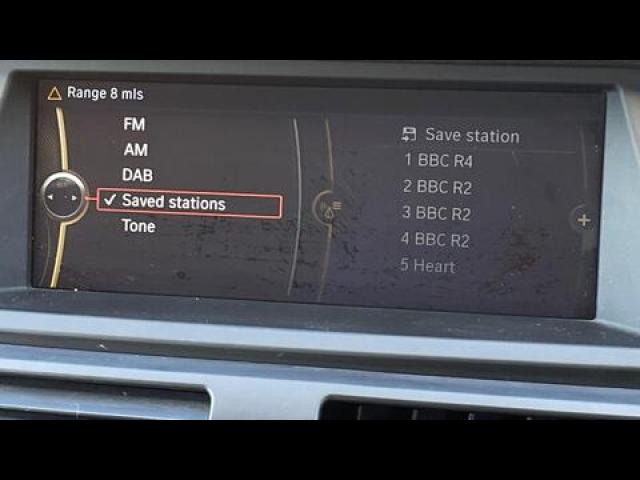 Range 8 mls
FM
AM
DAB
✓ Saved stations
Tone
Save station
1 BBC R4
2 BBC R2
3 BBC R2
4 BBC R2
5 Heart